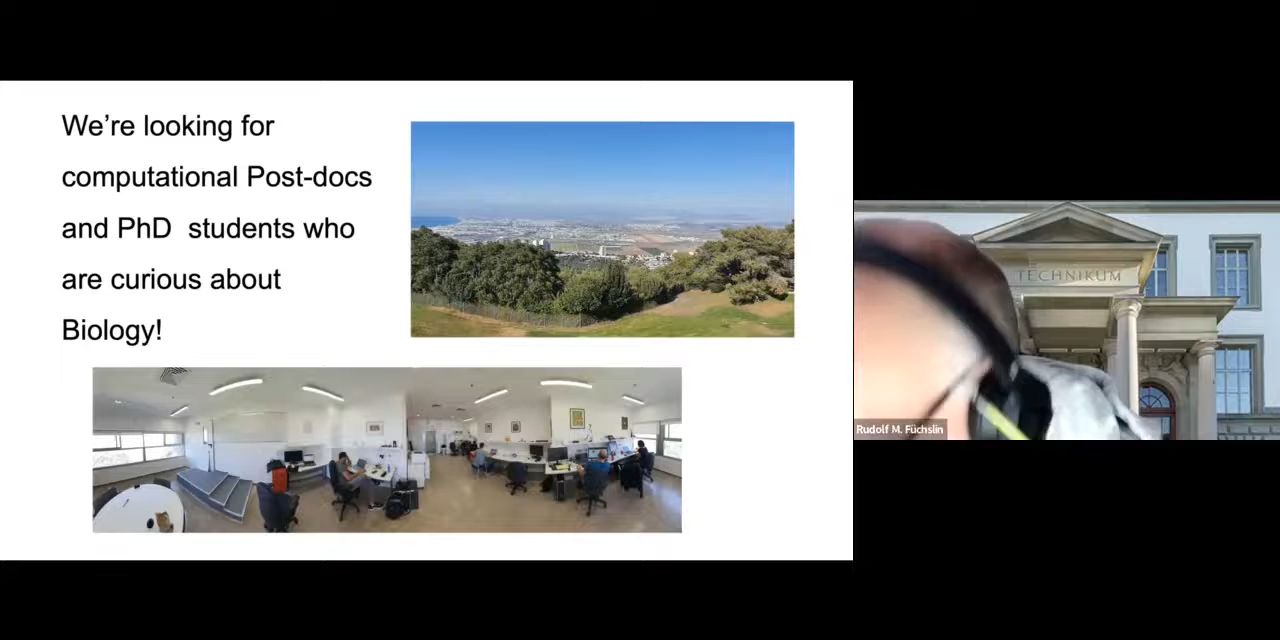 We’re looking for
computational Post-docs
and PhD  students who
are curious about
Biology!
TECHNIKUM
Rudolf M. Füchslin